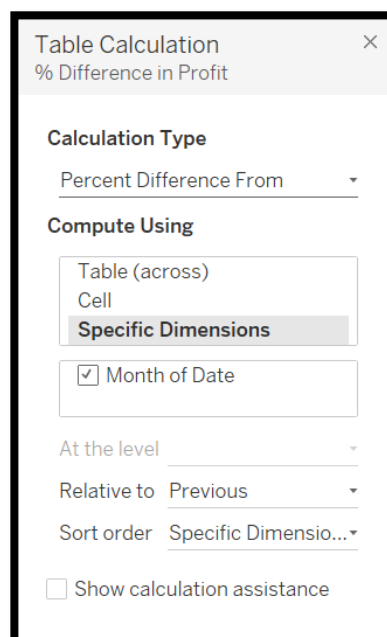 Table Calculation
% Difference in Profit
Calculation Type
Percent Difference From
Compute Using
Table (across)
Cell
Specific Dimensions
Month of Date
At the level
Relative to Previous
Sort order Specific Dimensio...
Show calculation assistance